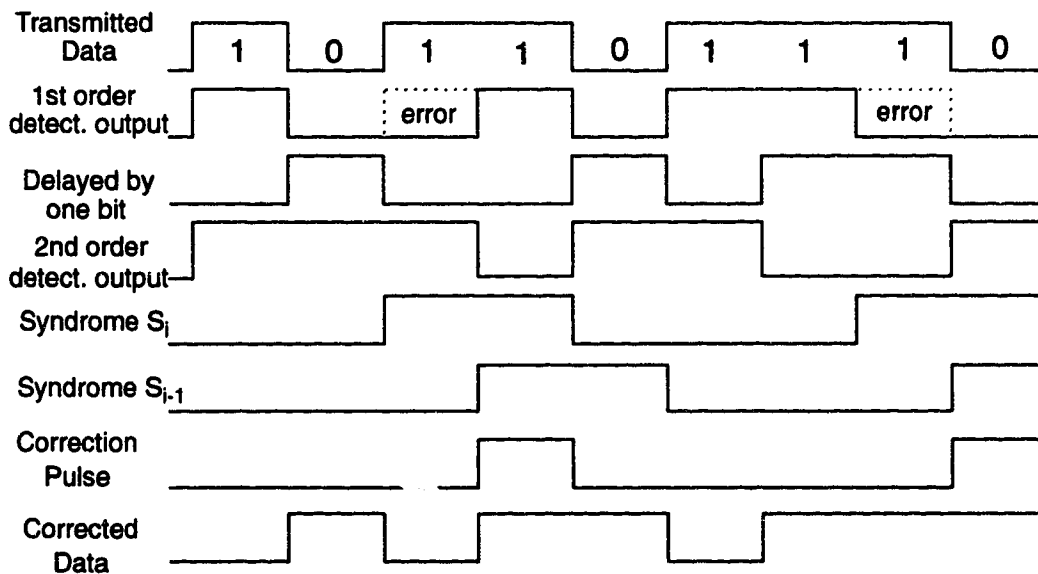 Transmitted
Data
1 0 1 1 0 1 1 1 0
1st order
detect. output
error error
Delayed by
one bit
2nd order
detect. output
Syndrome Si
Syndrome Si-1
Correction
Pulse
Corrected
Data